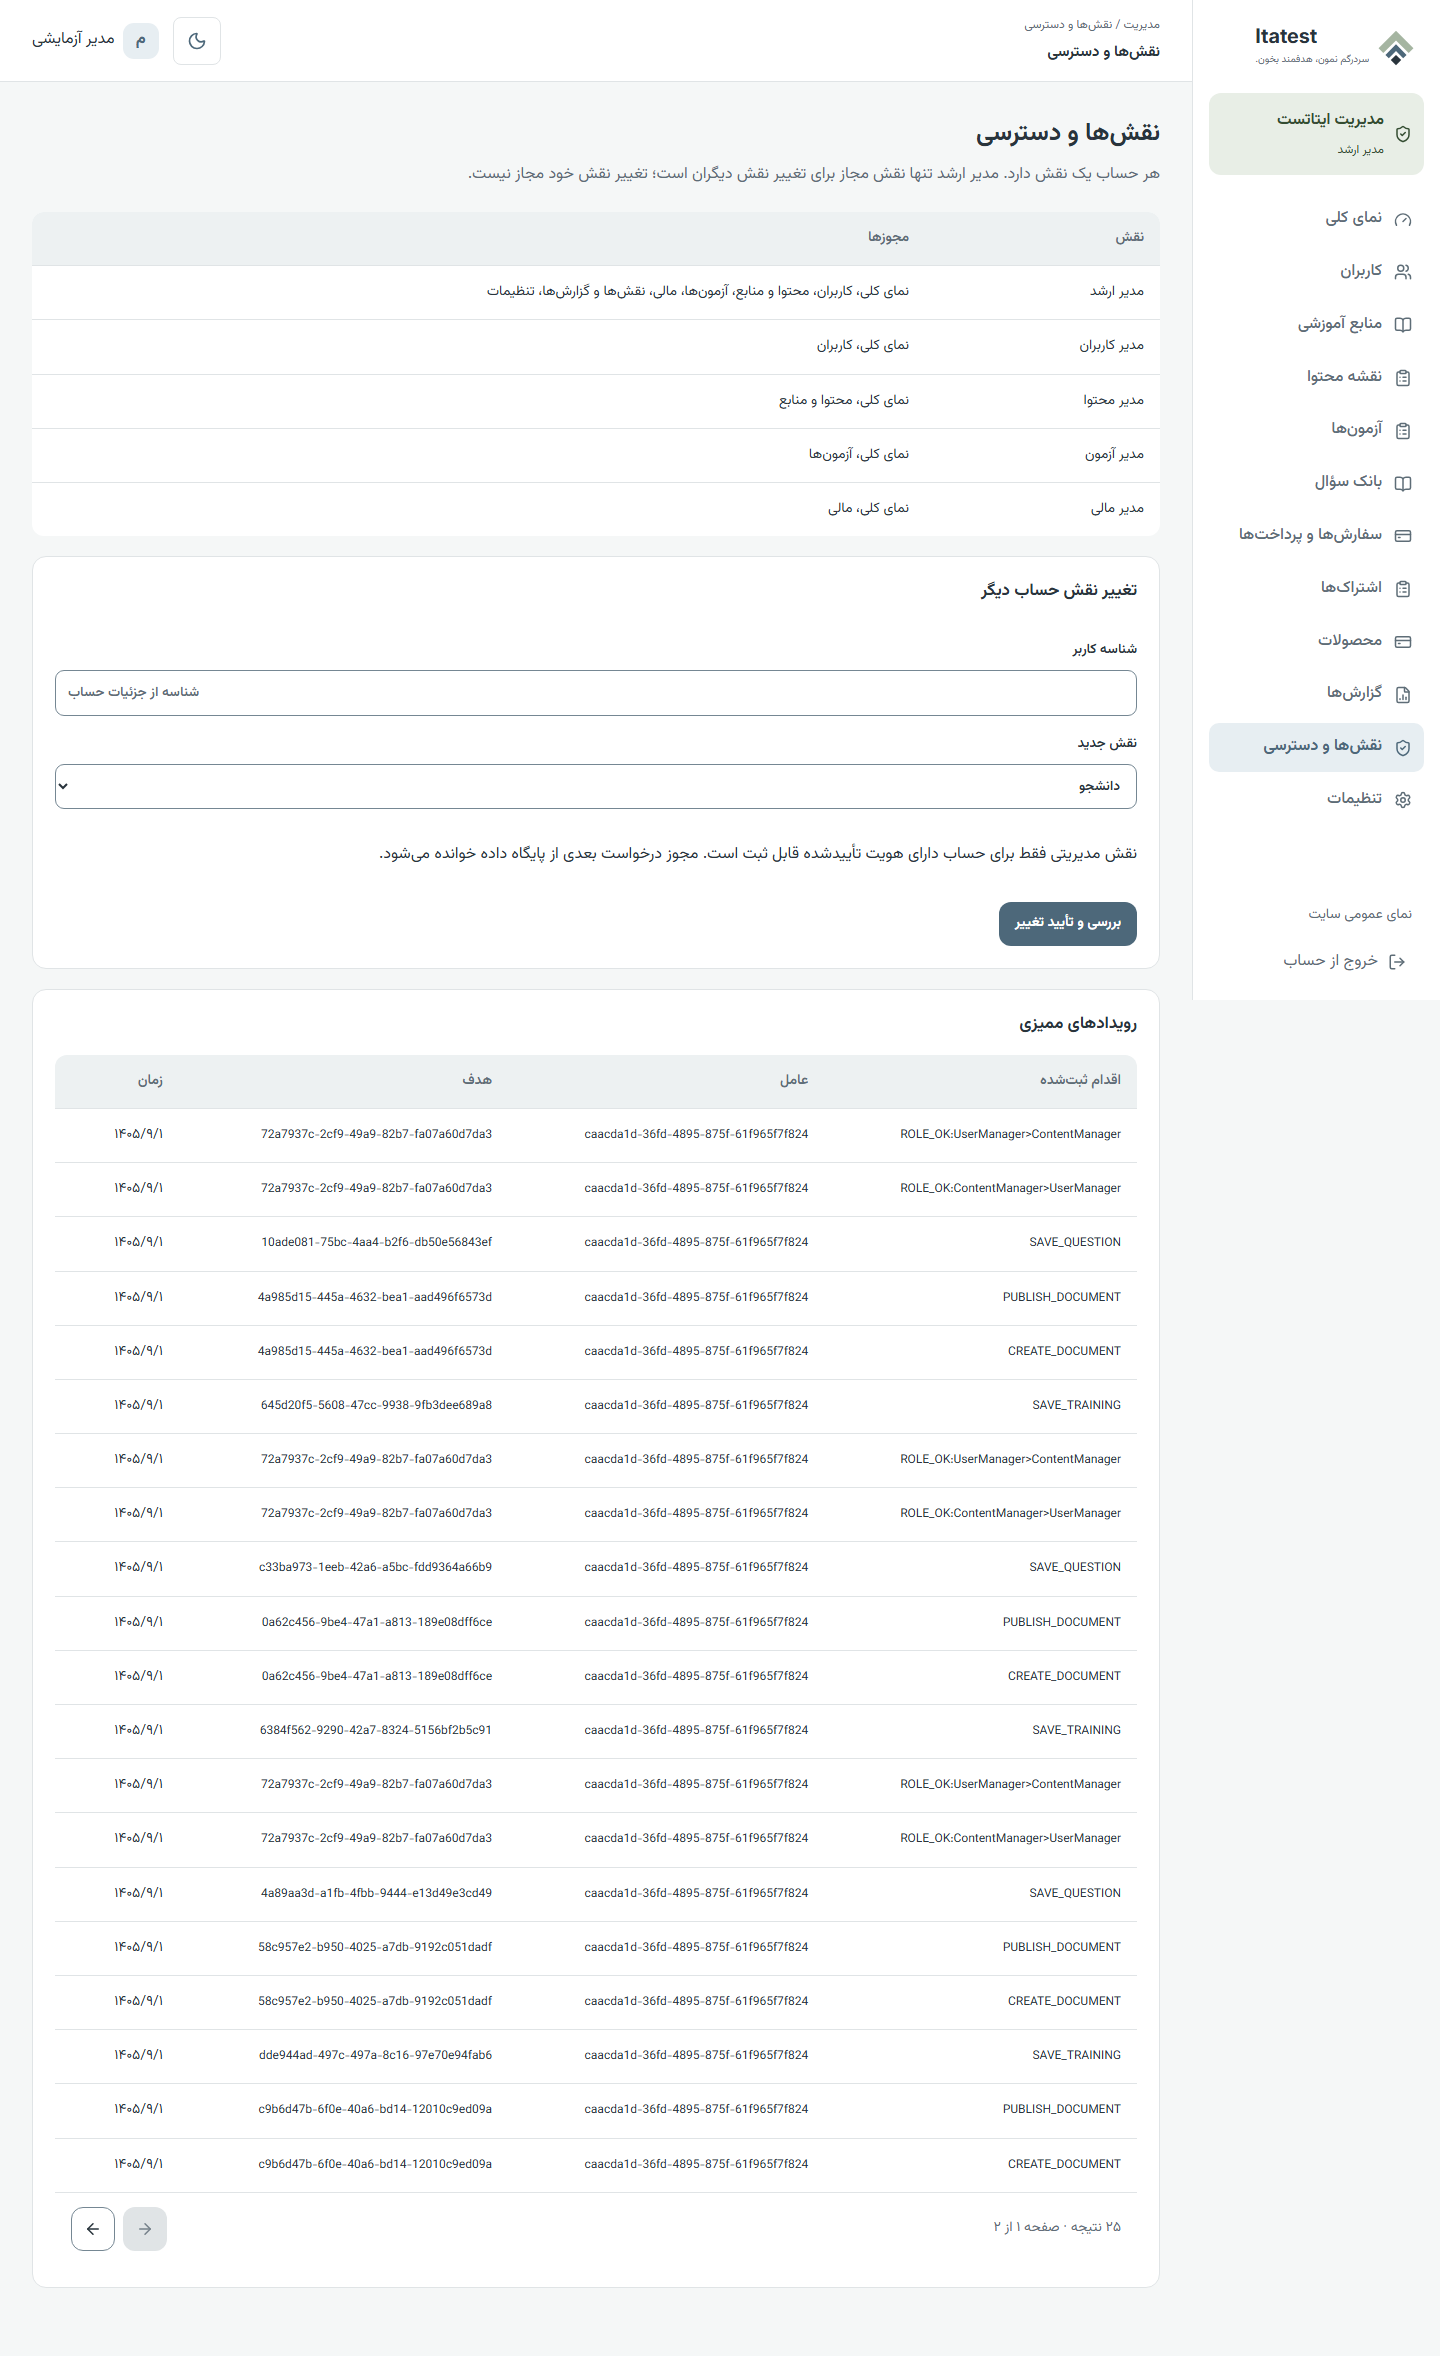 Itatest
سردرگم نمون، هدفمند بخون.
مدیریت ایتاتست
مدیر ارشد
نمای کلی
کاربران
منابع آموزشی
نقشه محتوا
آزمون‌ها
بانک سؤال
سفارش‌ها و پرداخت‌ها
اشتراک‌ها
محصولات
گزارش‌ها
نقش‌ها و دسترسی
تنظیمات
نمای عمومی سایت
خروج از حساب
مدیریت / نقش‌ها و دسترسی
نقش‌ها و دسترسی
م مدیر آزمایشی
نقش‌ها و دسترسی
هر حساب یک نقش دارد. مدیر ارشد تنها نقش مجاز برای تغییر نقش دیگران است؛ تغییر نقش خود مجاز نیست.
نقش مجوزها
مدیر ارشد نمای کلی، کاربران، محتوا و منابع، آزمون‌ها، مالی، نقش‌ها و گزارش‌ها، تنظیمات
مدیر کاربران نمای کلی، کاربران
مدیر محتوا نمای کلی، محتوا و منابع
مدیر آزمون نمای کلی، آزمون‌ها
مدیر مالی نمای کلی، مالی
تغییر نقش حساب دیگر
شناسه کاربر
شناسه از جزئیات حساب
نقش جدید
دانشجو
نقش مدیریتی فقط برای حساب دارای هویت تأییدشده قابل ثبت است. مجوز درخواست بعدی از پایگاه داده خوانده می‌شود.
بررسی و تأیید تغییر
رویدادهای ممیزی
اقدام ثبت‌شده عامل هدف زمان
ROLE_OK:UserManager>ContentManager caacda1d-36fd-4895-875f-61f965f7f824 72a7937c-2cf9-49a9-82b7-fa07a60d7da3 ۱۴۰۵/۹/۱
ROLE_OK:ContentManager>UserManager caacda1d-36fd-4895-875f-61f965f7f824 72a7937c-2cf9-49a9-82b7-fa07a60d7da3 ۱۴۰۵/۹/۱
SAVE_QUESTION caacda1d-36fd-4895-875f-61f965f7f824 10ade081-75bc-4aa4-b2f6-db50e56843ef ۱۴۰۵/۹/۱
PUBLISH_DOCUMENT caacda1d-36fd-4895-875f-61f965f7f824 4a985d15-445a-4632-bea1-aad496f6573d ۱۴۰۵/۹/۱
CREATE_DOCUMENT caacda1d-36fd-4895-875f-61f965f7f824 4a985d15-445a-4632-bea1-aad496f6573d ۱۴۰۵/۹/۱
SAVE_TRAINING caacda1d-36fd-4895-875f-61f965f7f824 645d20f5-5608-47cc-9938-9fb3dee689a8 ۱۴۰۵/۹/۱
ROLE_OK:UserManager>ContentManager caacda1d-36fd-4895-875f-61f965f7f824 72a7937c-2cf9-49a9-82b7-fa07a60d7da3 ۱۴۰۵/۹/۱
ROLE_OK:ContentManager>UserManager caacda1d-36fd-4895-875f-61f965f7f824 72a7937c-2cf9-49a9-82b7-fa07a60d7da3 ۱۴۰۵/۹/۱
SAVE_QUESTION caacda1d-36fd-4895-875f-61f965f7f824 c33ba973-1eeb-42a6-a5bc-fdd9364a66b9 ۱۴۰۵/۹/۱
PUBLISH_DOCUMENT caacda1d-36fd-4895-875f-61f965f7f824 0a62c456-9be4-47a1-a813-189e08dff6ce ۱۴۰۵/۹/۱
CREATE_DOCUMENT caacda1d-36fd-4895-875f-61f965f7f824 0a62c456-9be4-47a1-a813-189e08dff6ce ۱۴۰۵/۹/۱
SAVE_TRAINING caacda1d-36fd-4895-875f-61f965f7f824 6384f562-9290-42a7-8324-5156bf2b5c91 ۱۴۰۵/۹/۱
ROLE_OK:UserManager>ContentManager caacda1d-36fd-4895-875f-61f965f7f824 72a7937c-2cf9-49a9-82b7-fa07a60d7da3 ۱۴۰۵/۹/۱
ROLE_OK:ContentManager>UserManager caacda1d-36fd-4895-875f-61f965f7f824 72a7937c-2cf9-49a9-82b7-fa07a60d7da3 ۱۴۰۵/۹/۱
SAVE_QUESTION caacda1d-36fd-4895-875f-61f965f7f824 4a89aa3d-a1fb-4fbb-9444-e13d49e3cd49 ۱۴۰۵/۹/۱
PUBLISH_DOCUMENT caacda1d-36fd-4895-875f-61f965f7f824 58c957e2-b950-4025-a7db-9192c051dadf ۱۴۰۵/۹/۱
CREATE_DOCUMENT caacda1d-36fd-4895-875f-61f965f7f824 58c957e2-b950-4025-a7db-9192c051dadf ۱۴۰۵/۹/۱
SAVE_TRAINING caacda1d-36fd-4895-875f-61f965f7f824 dde944ad-497c-497a-8c16-97e70e94fab6 ۱۴۰۵/۹/۱
PUBLISH_DOCUMENT caacda1d-36fd-4895-875f-61f965f7f824 c9b6d47b-6f0e-40a6-bd14-12010c9ed09a ۱۴۰۵/۹/۱
CREATE_DOCUMENT caacda1d-36fd-4895-875f-61f965f7f824 c9b6d47b-6f0e-40a6-bd14-12010c9ed09a ۱۴۰۵/۹/۱
۲۵ نتیجه · صفحه ۱ از ۲